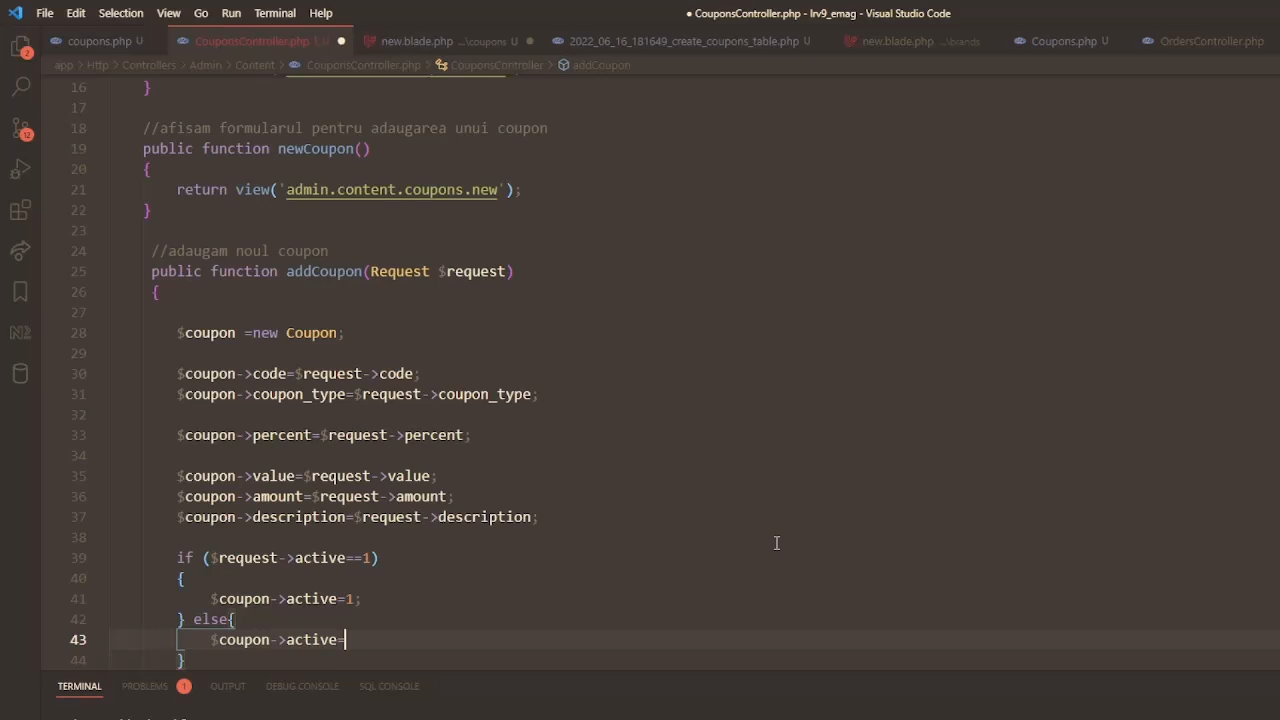 File Edit Selection View Go Run Terminal Help
● CouponsController.php - lrv9_emag - Visual Studio Code
coupons.php U CouponsController.php 1, U ● new.blade.php ...\coupons U ● 2022_06_16_181649_create_coupons_table.php U new.blade.php ...\brands Coupons.php U OrdersController.php
app > Http > Controllers > Admin > Content > CouponsController.php > CouponsController > addCoupon
2
12
16 }
17
18 //afisam formularul pentru adaugarea unui coupon
19 public function newCoupon()
20 {
21 return view('admin.content.coupons.new');
22 }
23
24 //adaugam noul coupon
25 public function addCoupon(Request $request)
26 {
27
28 $coupon =new Coupon;
29
30 $coupon->code=$request->code;
31 $coupon->coupon_type=$request->coupon_type;
32
33 $coupon->percent=$request->percent;
34
35 $coupon->value=$request->value;
36 $coupon->amount=$request->amount;
37 $coupon->description=$request->description;
38
39 if ($request->active==1)
40 {
41 $coupon->active=1;
42 } else{
43 $coupon->active=
44 }
TERMINAL PROBLEMS 1 OUTPUT DEBUG CONSOLE SQL CONSOLE